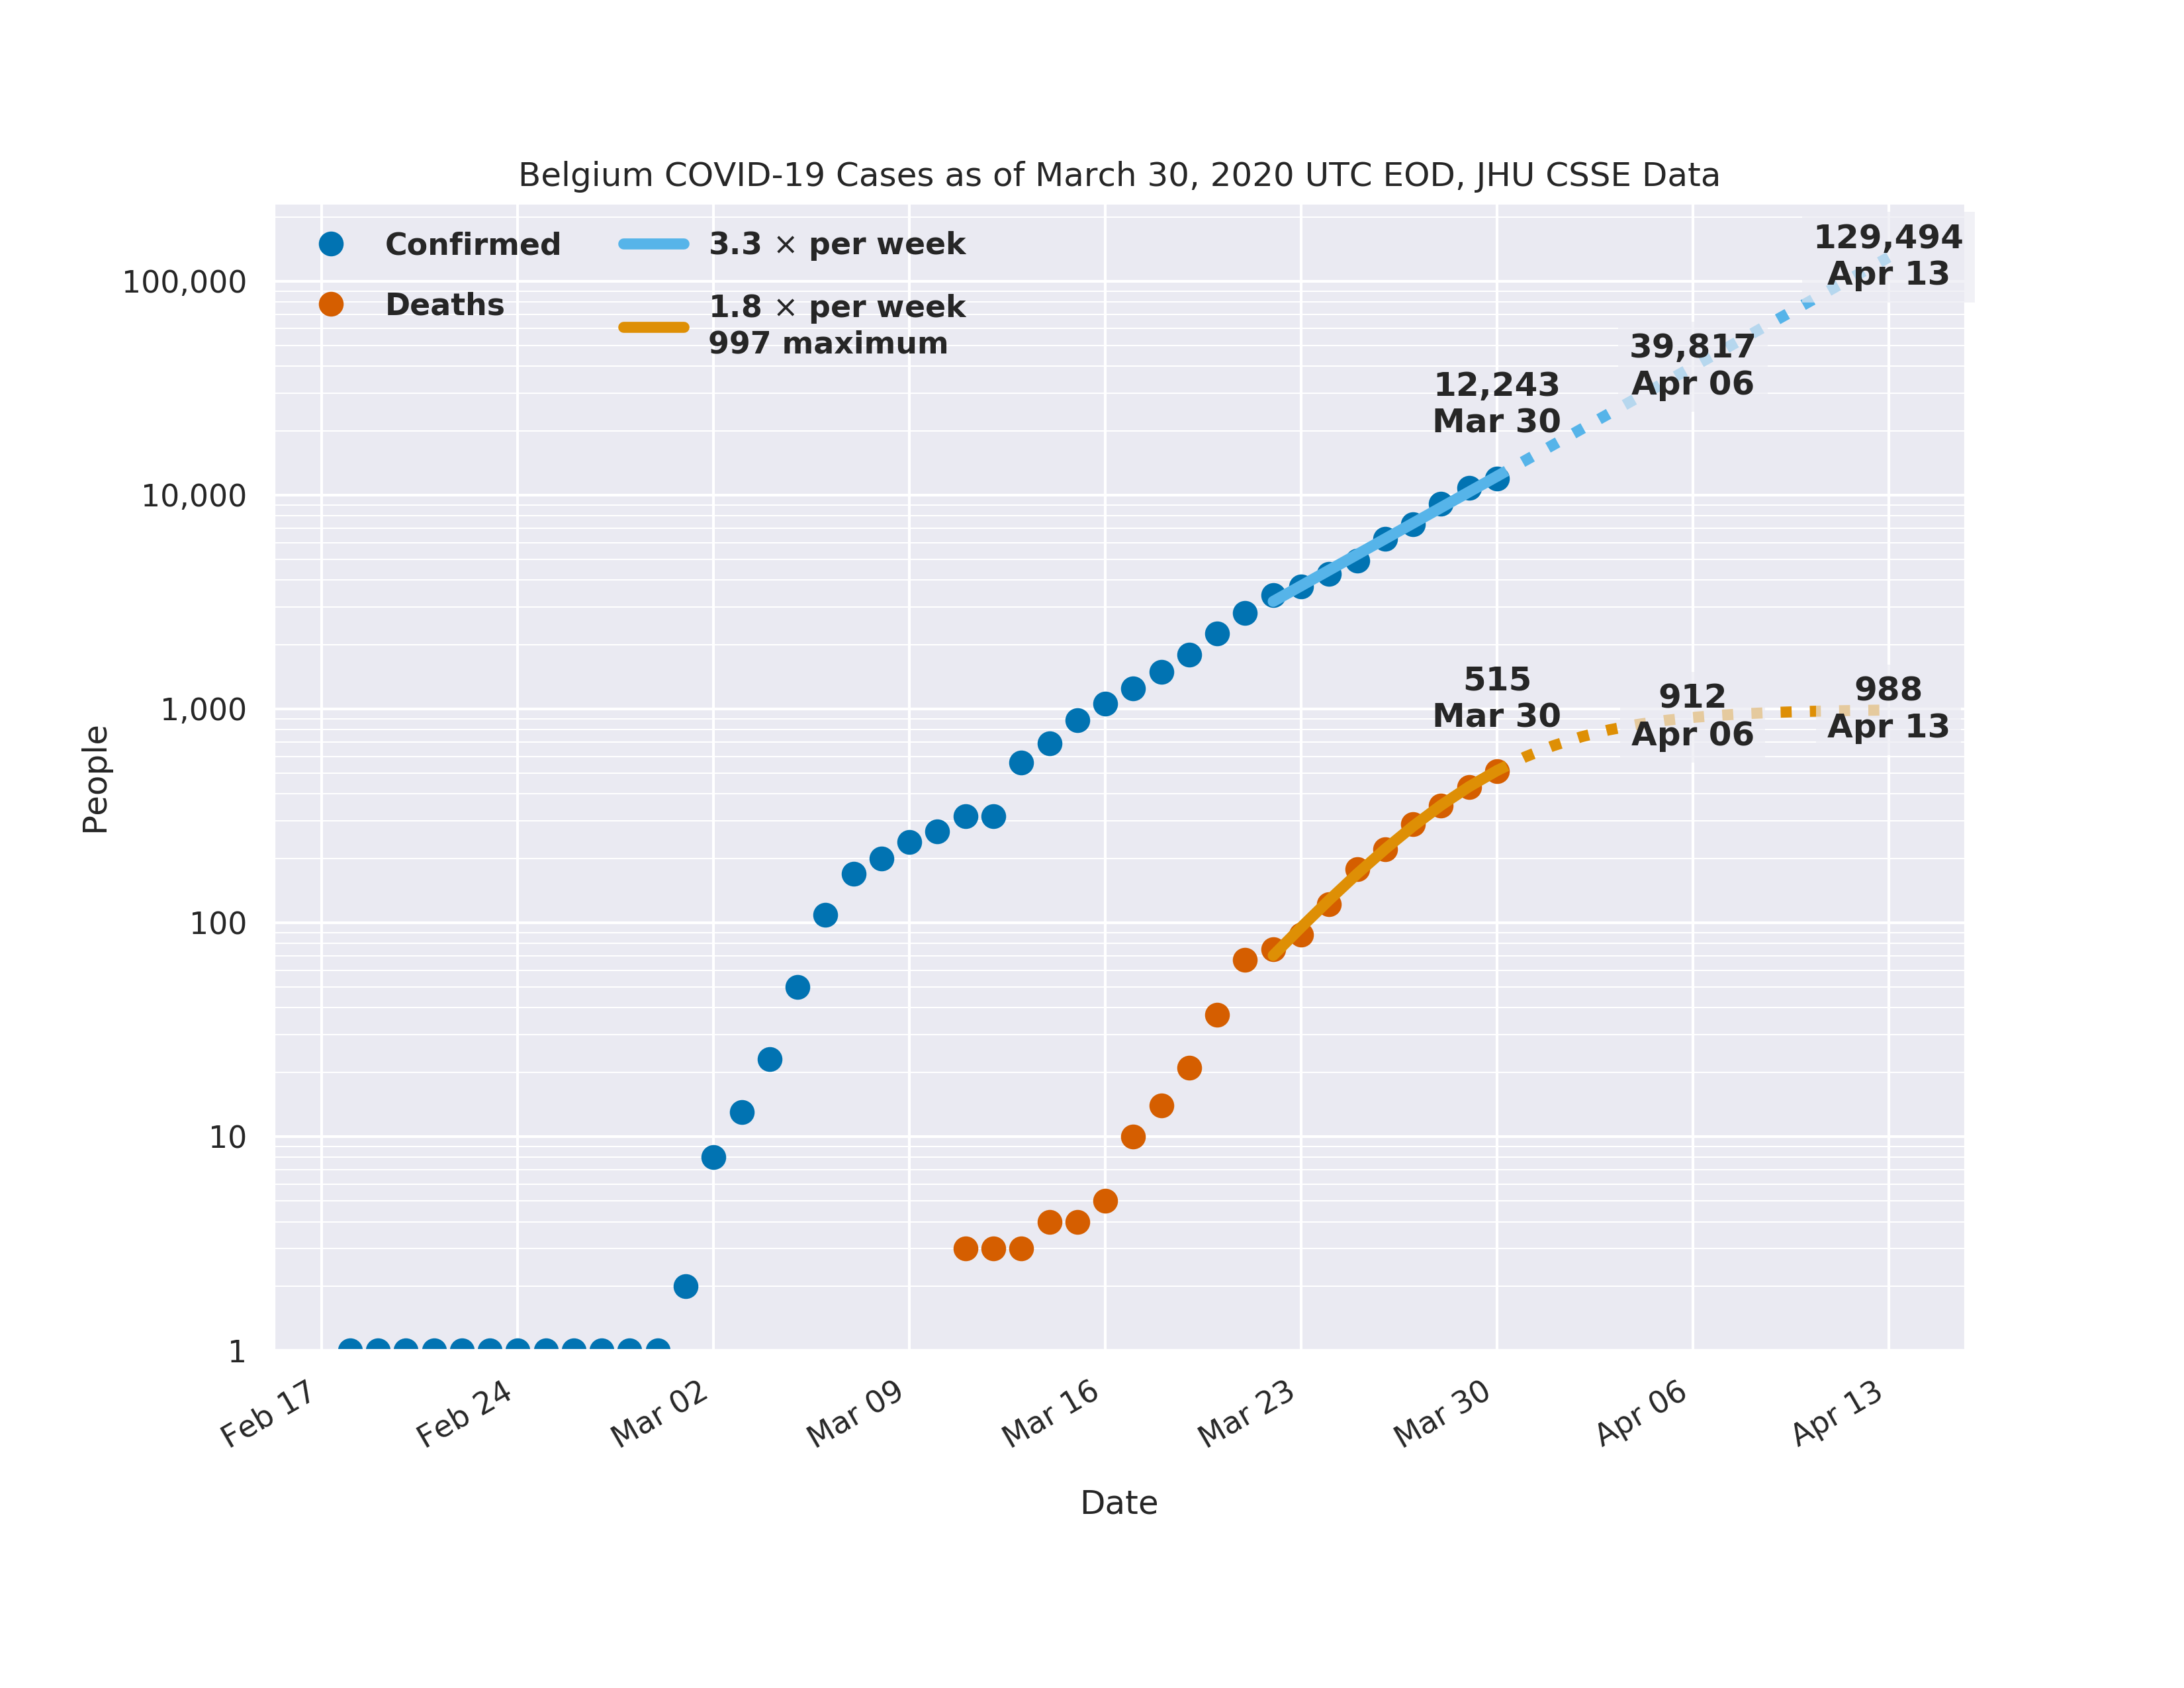 Belgium COVID-19 Cases as of March 30, 2020 UTC EOD, JHU CSSE Data
Confirmed
Deaths
3.3 × per week
1.8 × per week
997 maximum
129,494
Apr 13
39,817
Apr 06
12,243
Mar 30
515
Mar 30
912
Apr 06
988
Apr 13
People
100,000
10,000
1,000
100
10
1
Feb 17
Feb 24
Mar 02
Mar 09
Mar 16
Mar 23
Mar 30
Apr 06
Apr 13
Date